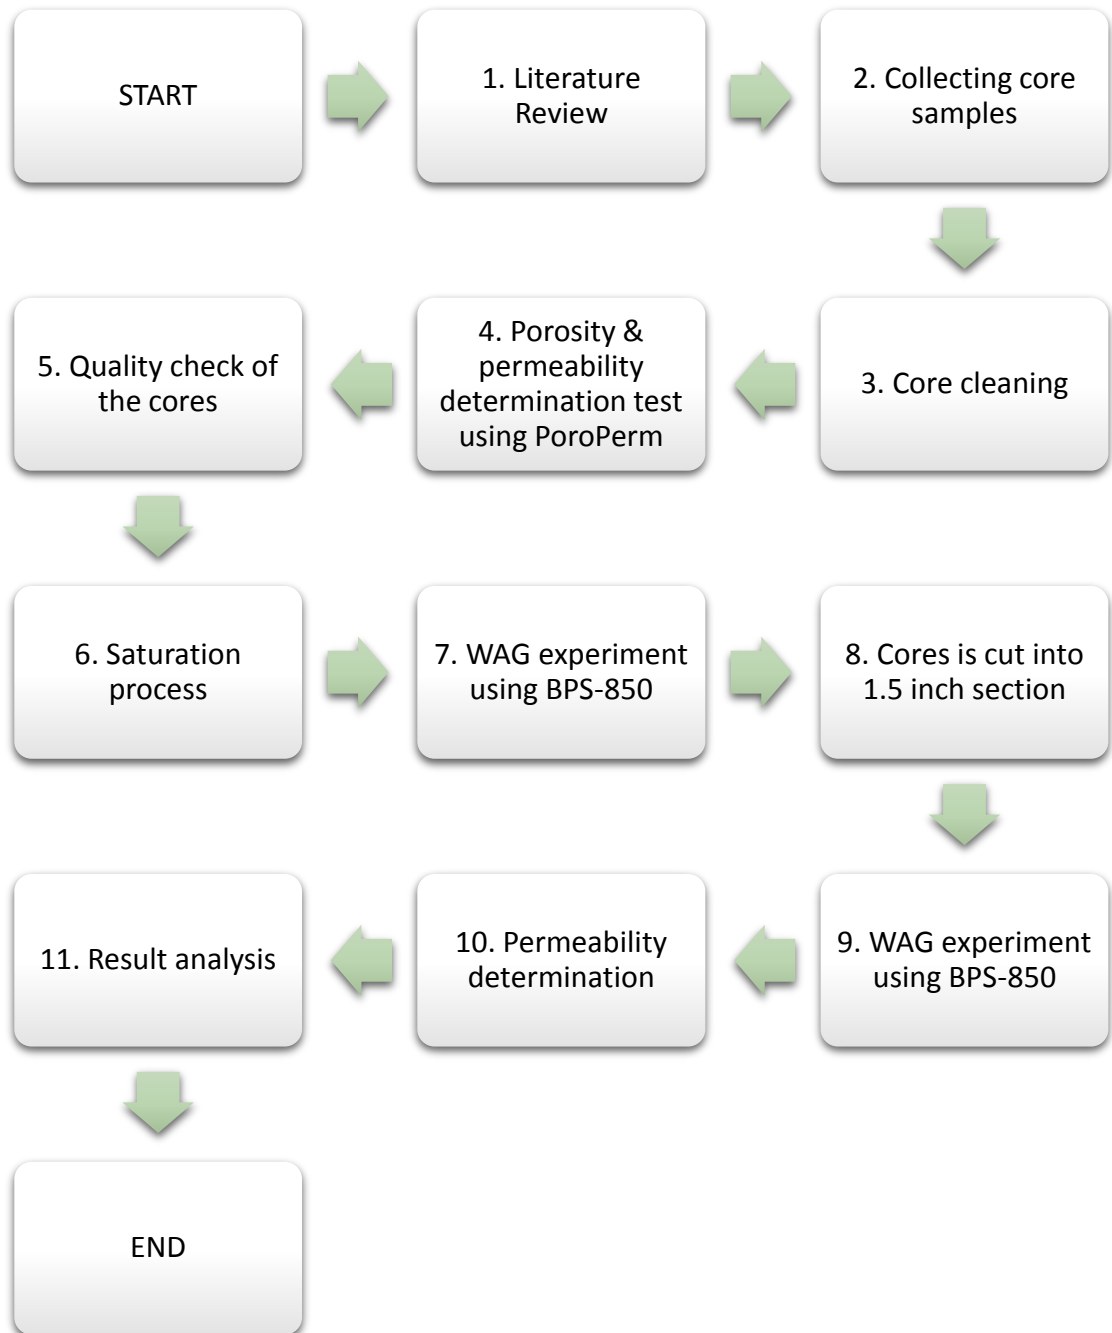 START
1. Literature
Review
2. Collecting core
samples
3. Core cleaning
4. Porosity &
permeability
determination test
using PoroPerm
5. Quality check of
the cores
6. Saturation
process
7. WAG experiment
using BPS-850
8. Cores is cut into
1.5 inch section
9. WAG experiment
using BPS-850
10. Permeability
determination
11. Result analysis
END